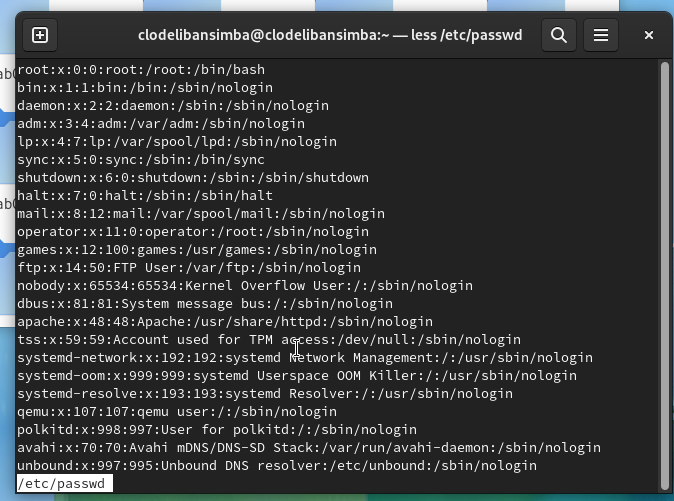 clodelibansimba@clodelibansimba:~ — less /etc/passwd
root:x:0:0:root:/root:/bin/bash
bin:x:1:1:bin:/bin:/sbin/nologin
daemon:x:2:2:daemon:/sbin:/sbin/nologin
adm:x:3:4:adm:/var/adm:/sbin/nologin
lp:x:4:7:lp:/var/spool/lpd:/sbin/nologin
sync:x:5:0:sync:/sbin:/bin/sync
shutdown:x:6:0:shutdown:/sbin:/sbin/shutdown
halt:x:7:0:halt:/sbin:/sbin/halt
mail:x:8:12:mail:/var/spool/mail:/sbin/nologin
operator:x:11:0:operator:/root:/sbin/nologin
games:x:12:100:games:/usr/games:/sbin/nologin
ftp:x:14:50:FTP User:/var/ftp:/sbin/nologin
nobody:x:65534:65534:Kernel Overflow User:/:/sbin/nologin
dbus:x:81:81:System message bus:/:/sbin/nologin
apache:x:48:48:Apache:/usr/share/httpd:/sbin/nologin
tss:x:59:59:Account used for TPM access:/dev/null:/sbin/nologin
systemd-network:x:192:192:systemd Network Management:/:/usr/sbin/nologin
systemd-oom:x:999:999:systemd Userspace OOM Killer:/:/usr/sbin/nologin
systemd-resolve:x:193:193:systemd Resolver:/:/usr/sbin/nologin
qemu:x:107:107:qemu user:/:/sbin/nologin
polkitd:x:998:997:User for polkitd:/:/sbin/nologin
avahi:x:70:70:Avahi mDNS/DNS-SD Stack:/var/run/avahi-daemon:/sbin/nologin
unbound:x:997:995:Unbound DNS resolver:/etc/unbound:/sbin/nologin
/etc/passwd